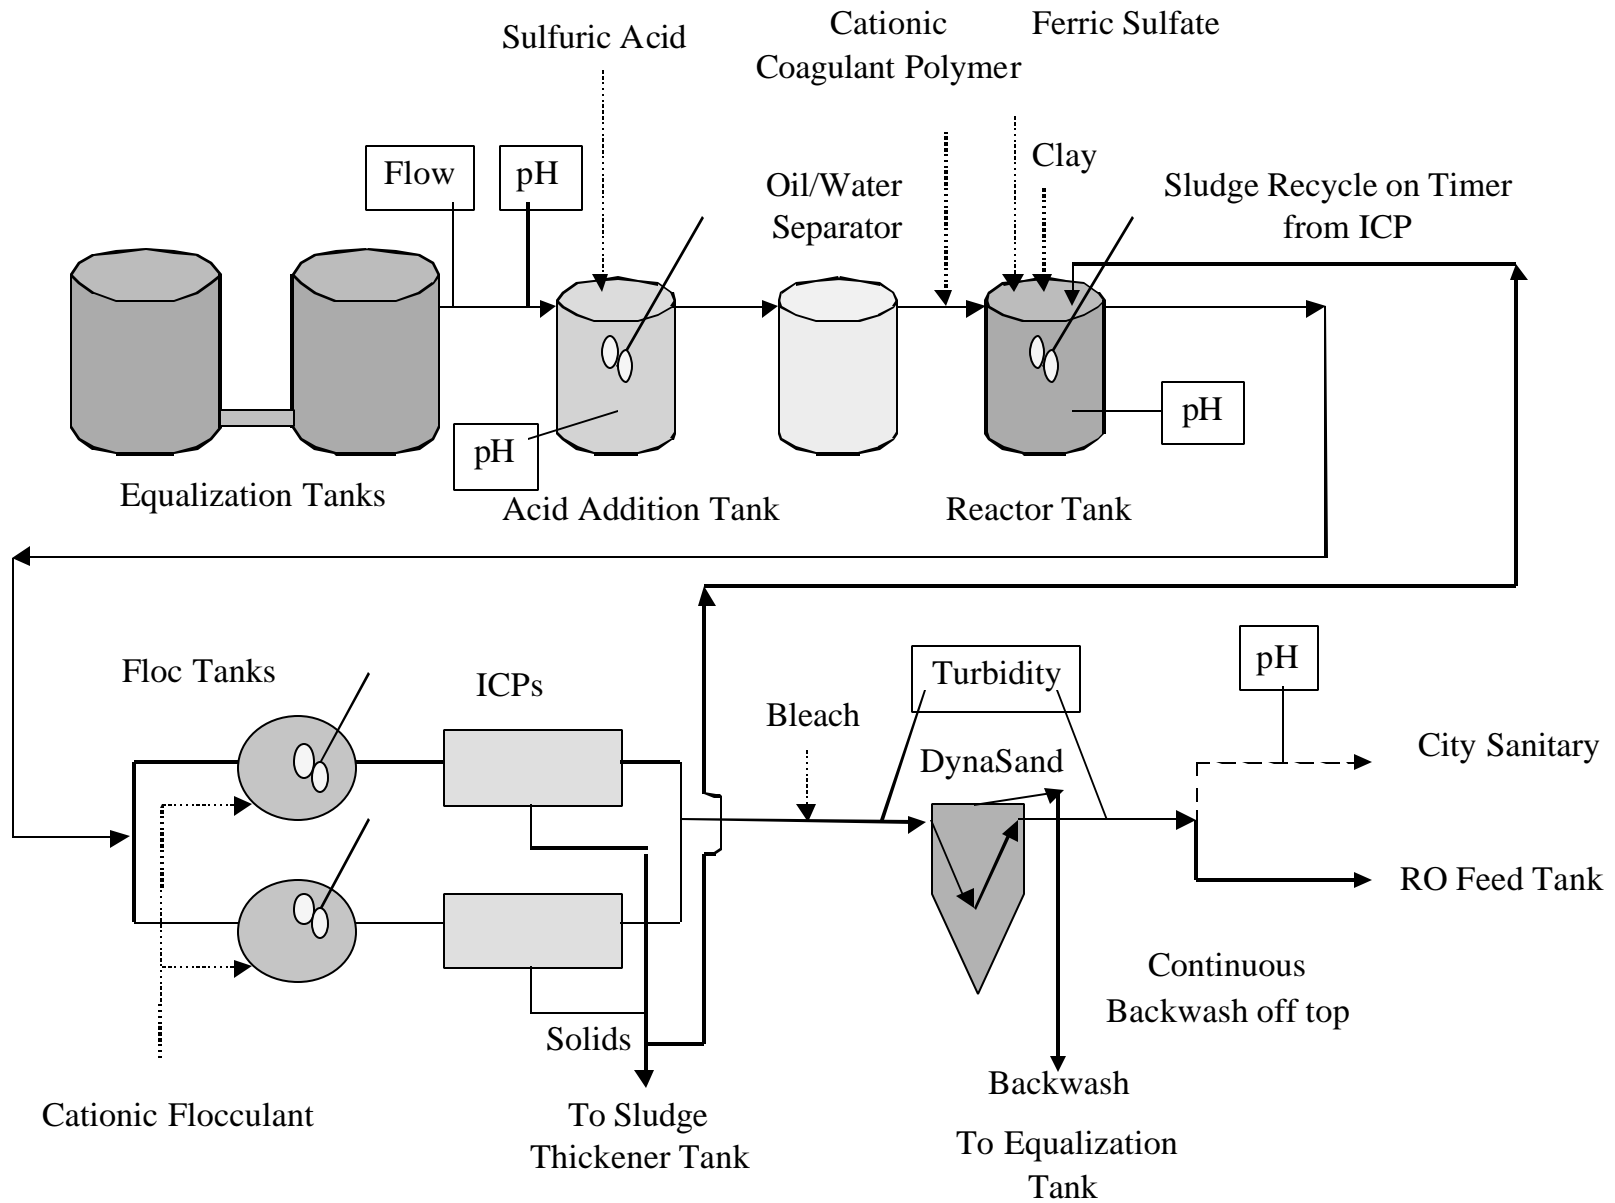 Sulfuric Acid
Cationic
Coagulant Polymer
Ferric Sulfate
Clay
Flow
pH
Oil/Water
Separator
Sludge Recycle on Timer
from ICP
pH
pH
Equalization Tanks
Acid Addition Tank
Reactor Tank
Floc Tanks
ICPs
Bleach
Turbidity
DynaSand
pH
City Sanitary
RO Feed Tank
Continuous
Backwash off top
Solids
Cationic Flocculant
To Sludge
Thickener Tank
Backwash
To Equalization
Tank